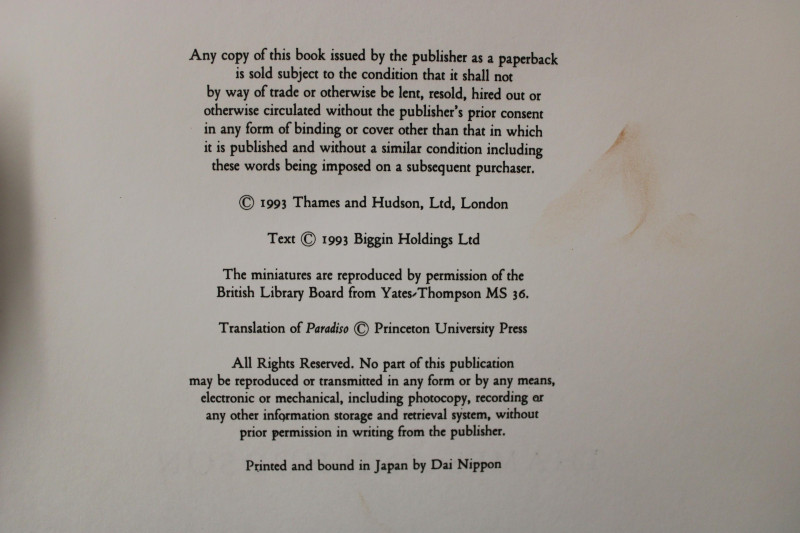 Any copy of this book issued by the publisher as a paperback
is sold subject to the condition that it shall not
by way of trade or otherwise be lent, resold, hired out or
otherwise circulated without the publisher's prior consent
in any form of binding or cover other than that in which
it is published and without a similar condition including
these words being imposed on a subsequent purchaser.
© 1993 Thames and Hudson, Ltd, London
Text © 1993 Biggin Holdings Ltd
The miniatures are reproduced by permission of the
British Library Board from Yates-Thompson MS 36.
Translation of Paradiso © Princeton University Press
All Rights Reserved. No part of this publication
may be reproduced or transmitted in any form or by any means,
electronic or mechanical, including photocopy, recording or
any other information storage and retrieval system, without
prior permission in writing from the publisher.
Printed and bound in Japan by Dai Nippon